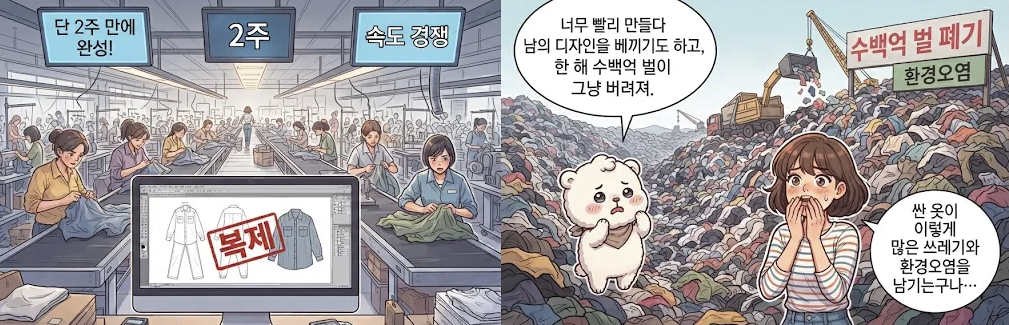 단 2주 만에
완성!
2주
속도 경쟁
복제
너무 빨리 만들다
남의 디자인을 베끼기도 하고,
한 해 수백억 벌이
그냥 버려져.
수백억 벌 폐기
환경오염
싼 옷이
이렇게
많은 쓰레기와
환경오염을
남기는구나…